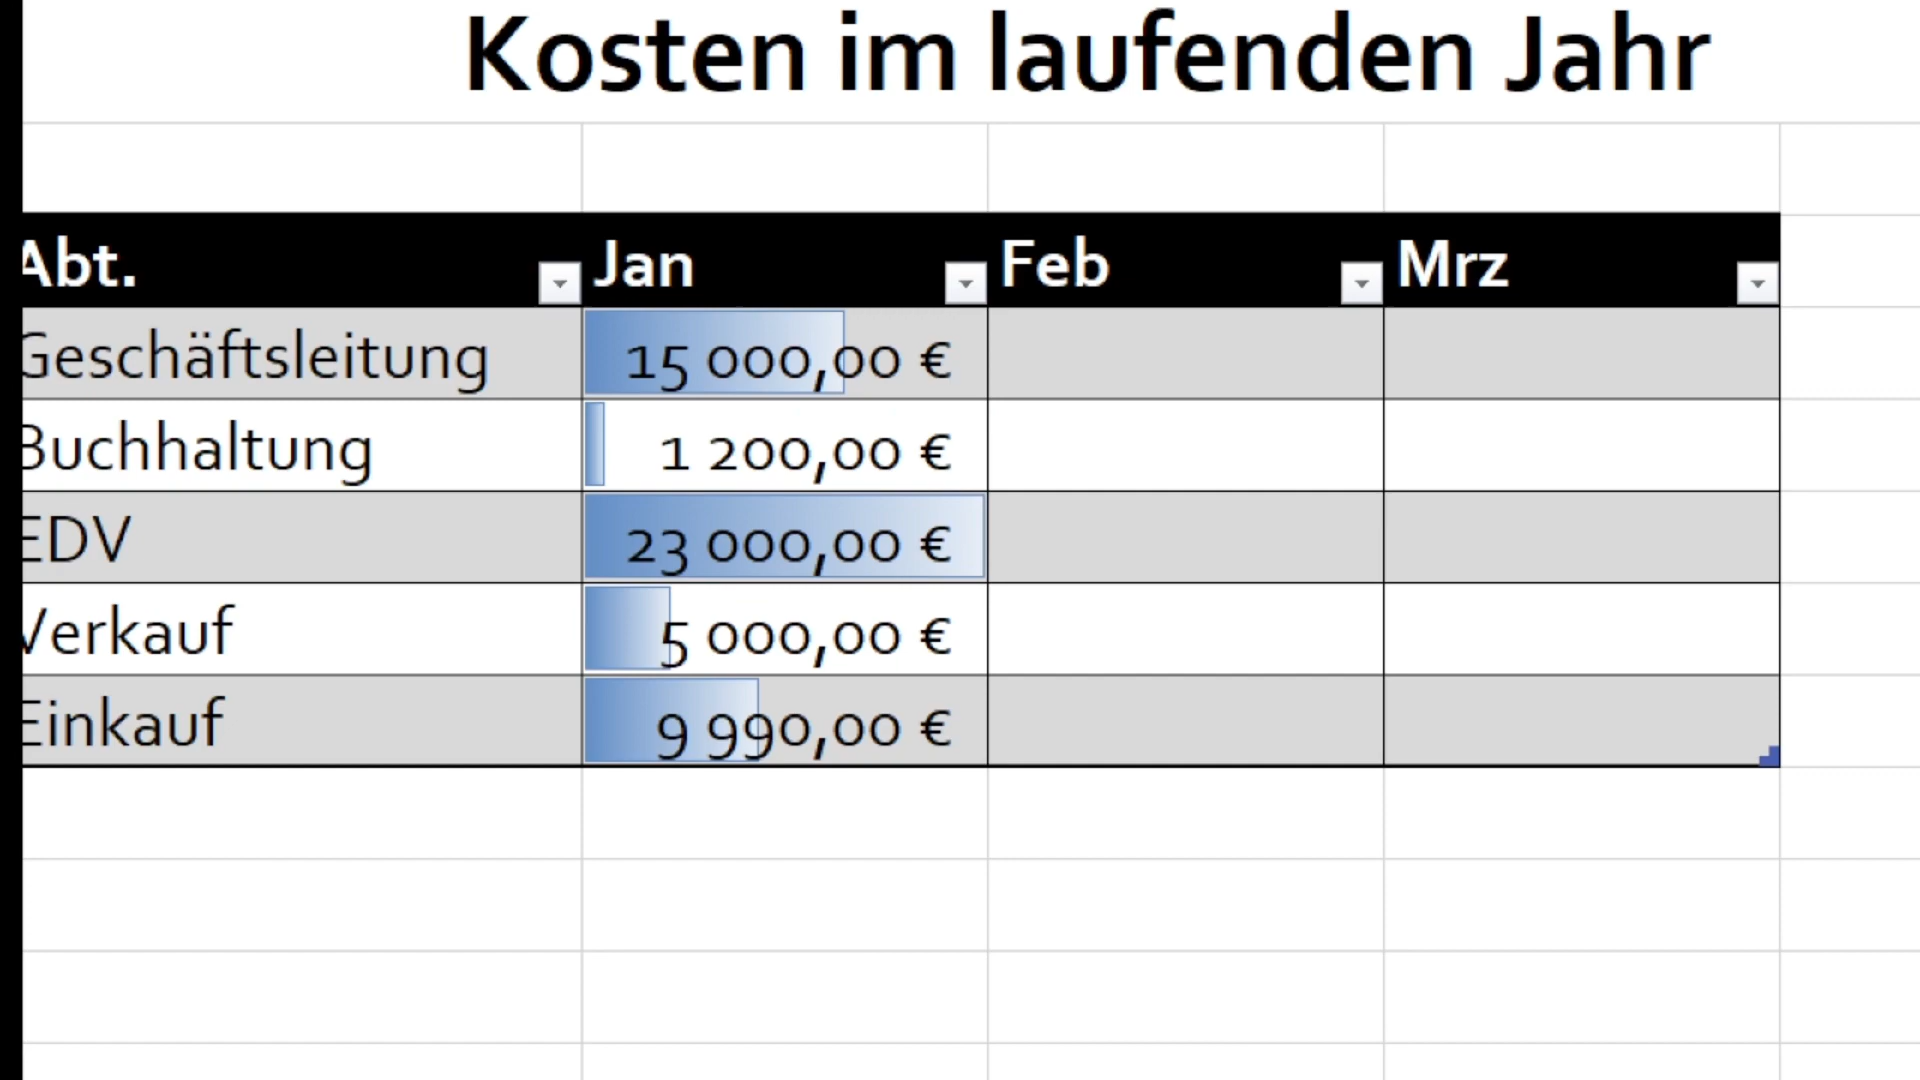 Kosten im laufenden Jahr
Abt. Jan Feb Mrz
Geschäftsleitung 15 000,00 €
Buchhaltung 1 200,00 €
EDV 23 000,00 €
Verkauf 5 000,00 €
Einkauf 9 990,00 €